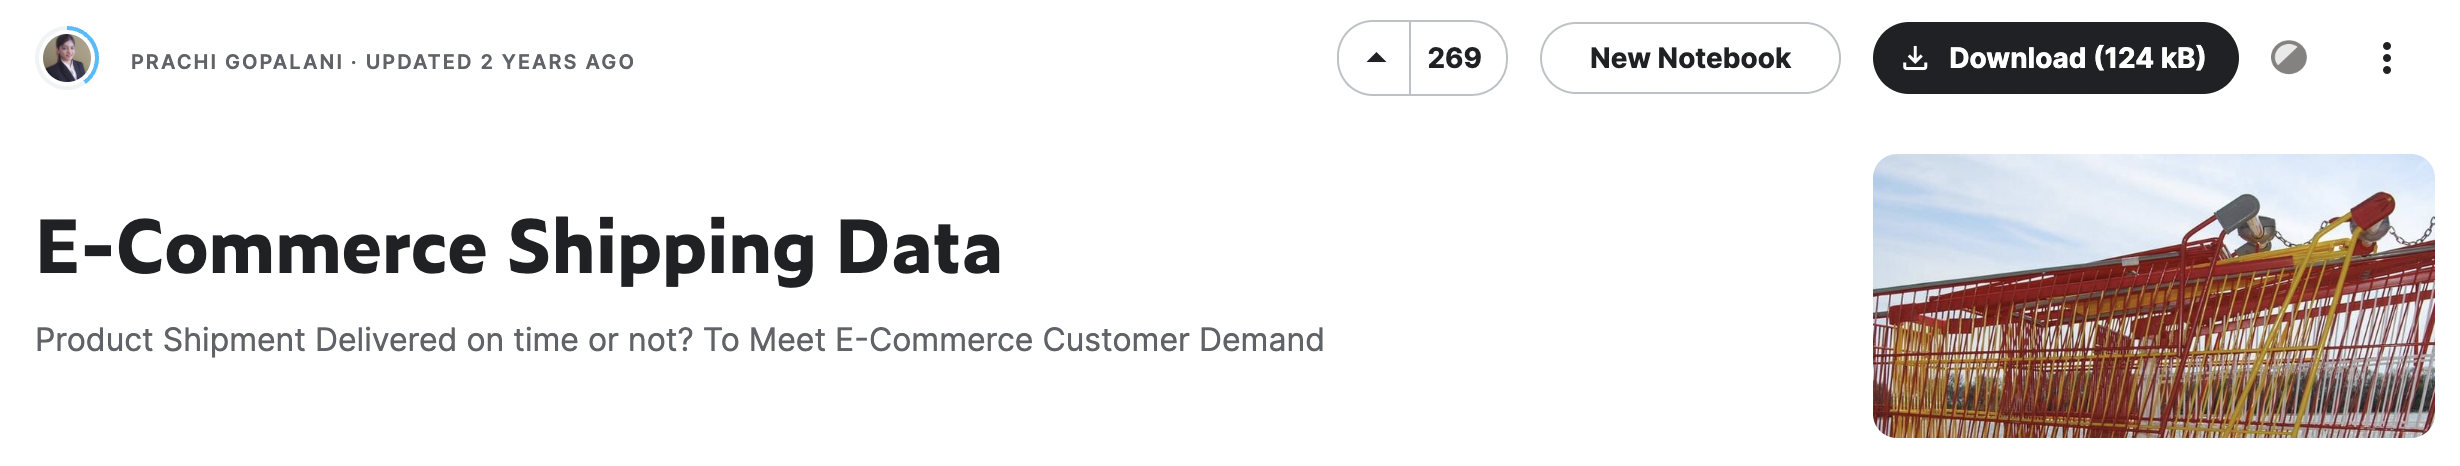 PRACHI GOPALANI · UPDATED 2 YEARS AGO
269
New Notebook
Download (124 kB)
E-Commerce Shipping Data
Product Shipment Delivered on time or not? To Meet E-Commerce Customer Demand